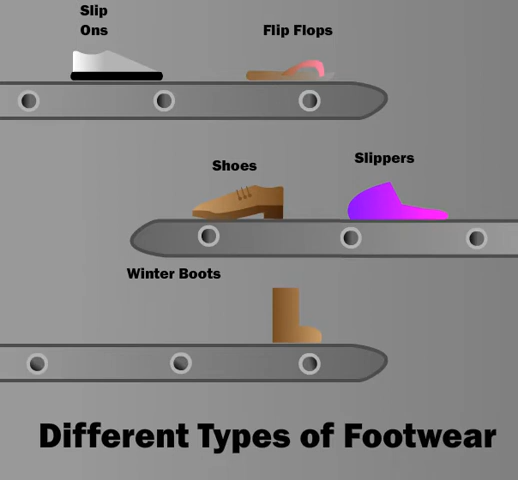 Slip
Ons
Flip Flops
Shoes
Slippers
Winter Boots
Different Types of Footwear